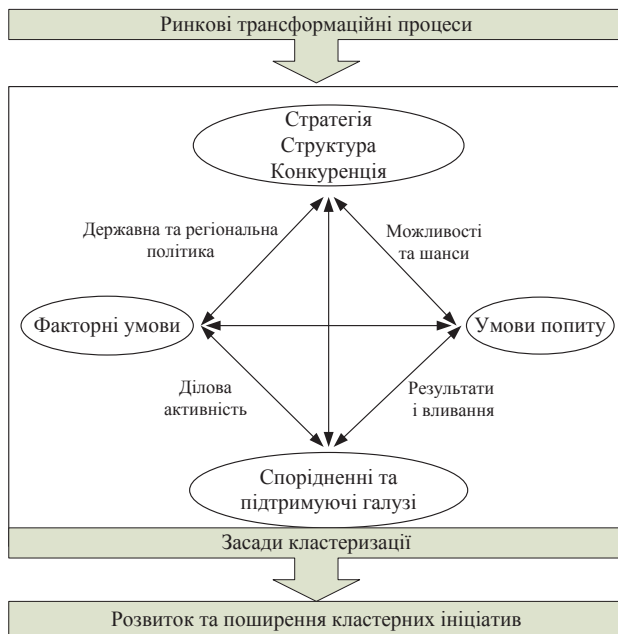 Ринкові трансформаційні процеси
Стратегія
Структура
Конкуренція
Державна та регіональна
політика
Можливості
та шанси
Факторні умови
Умови попиту
Ділова
активність
Результати
і вливання
Спорідненні та
підтримуючі галузі
Засади кластеризації
Розвиток та поширення кластерних ініціатив